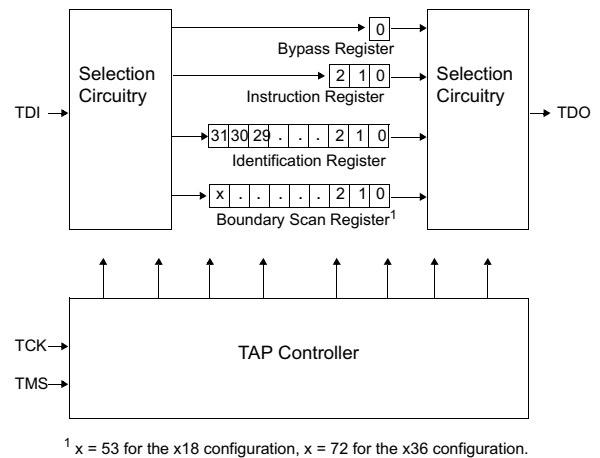 0
Bypass Register
Selection
Circuitry
2 1 0
Instruction Register
Selection
Circuitry
TDI
TDO
31 30 29 . . . 2 1 0
Identification Register
x . . . . . 2 1 0
Boundary Scan Register1
TCK
TMS
TAP Controller
1 x = 53 for the x18 configuration, x = 72 for the x36 configuration.